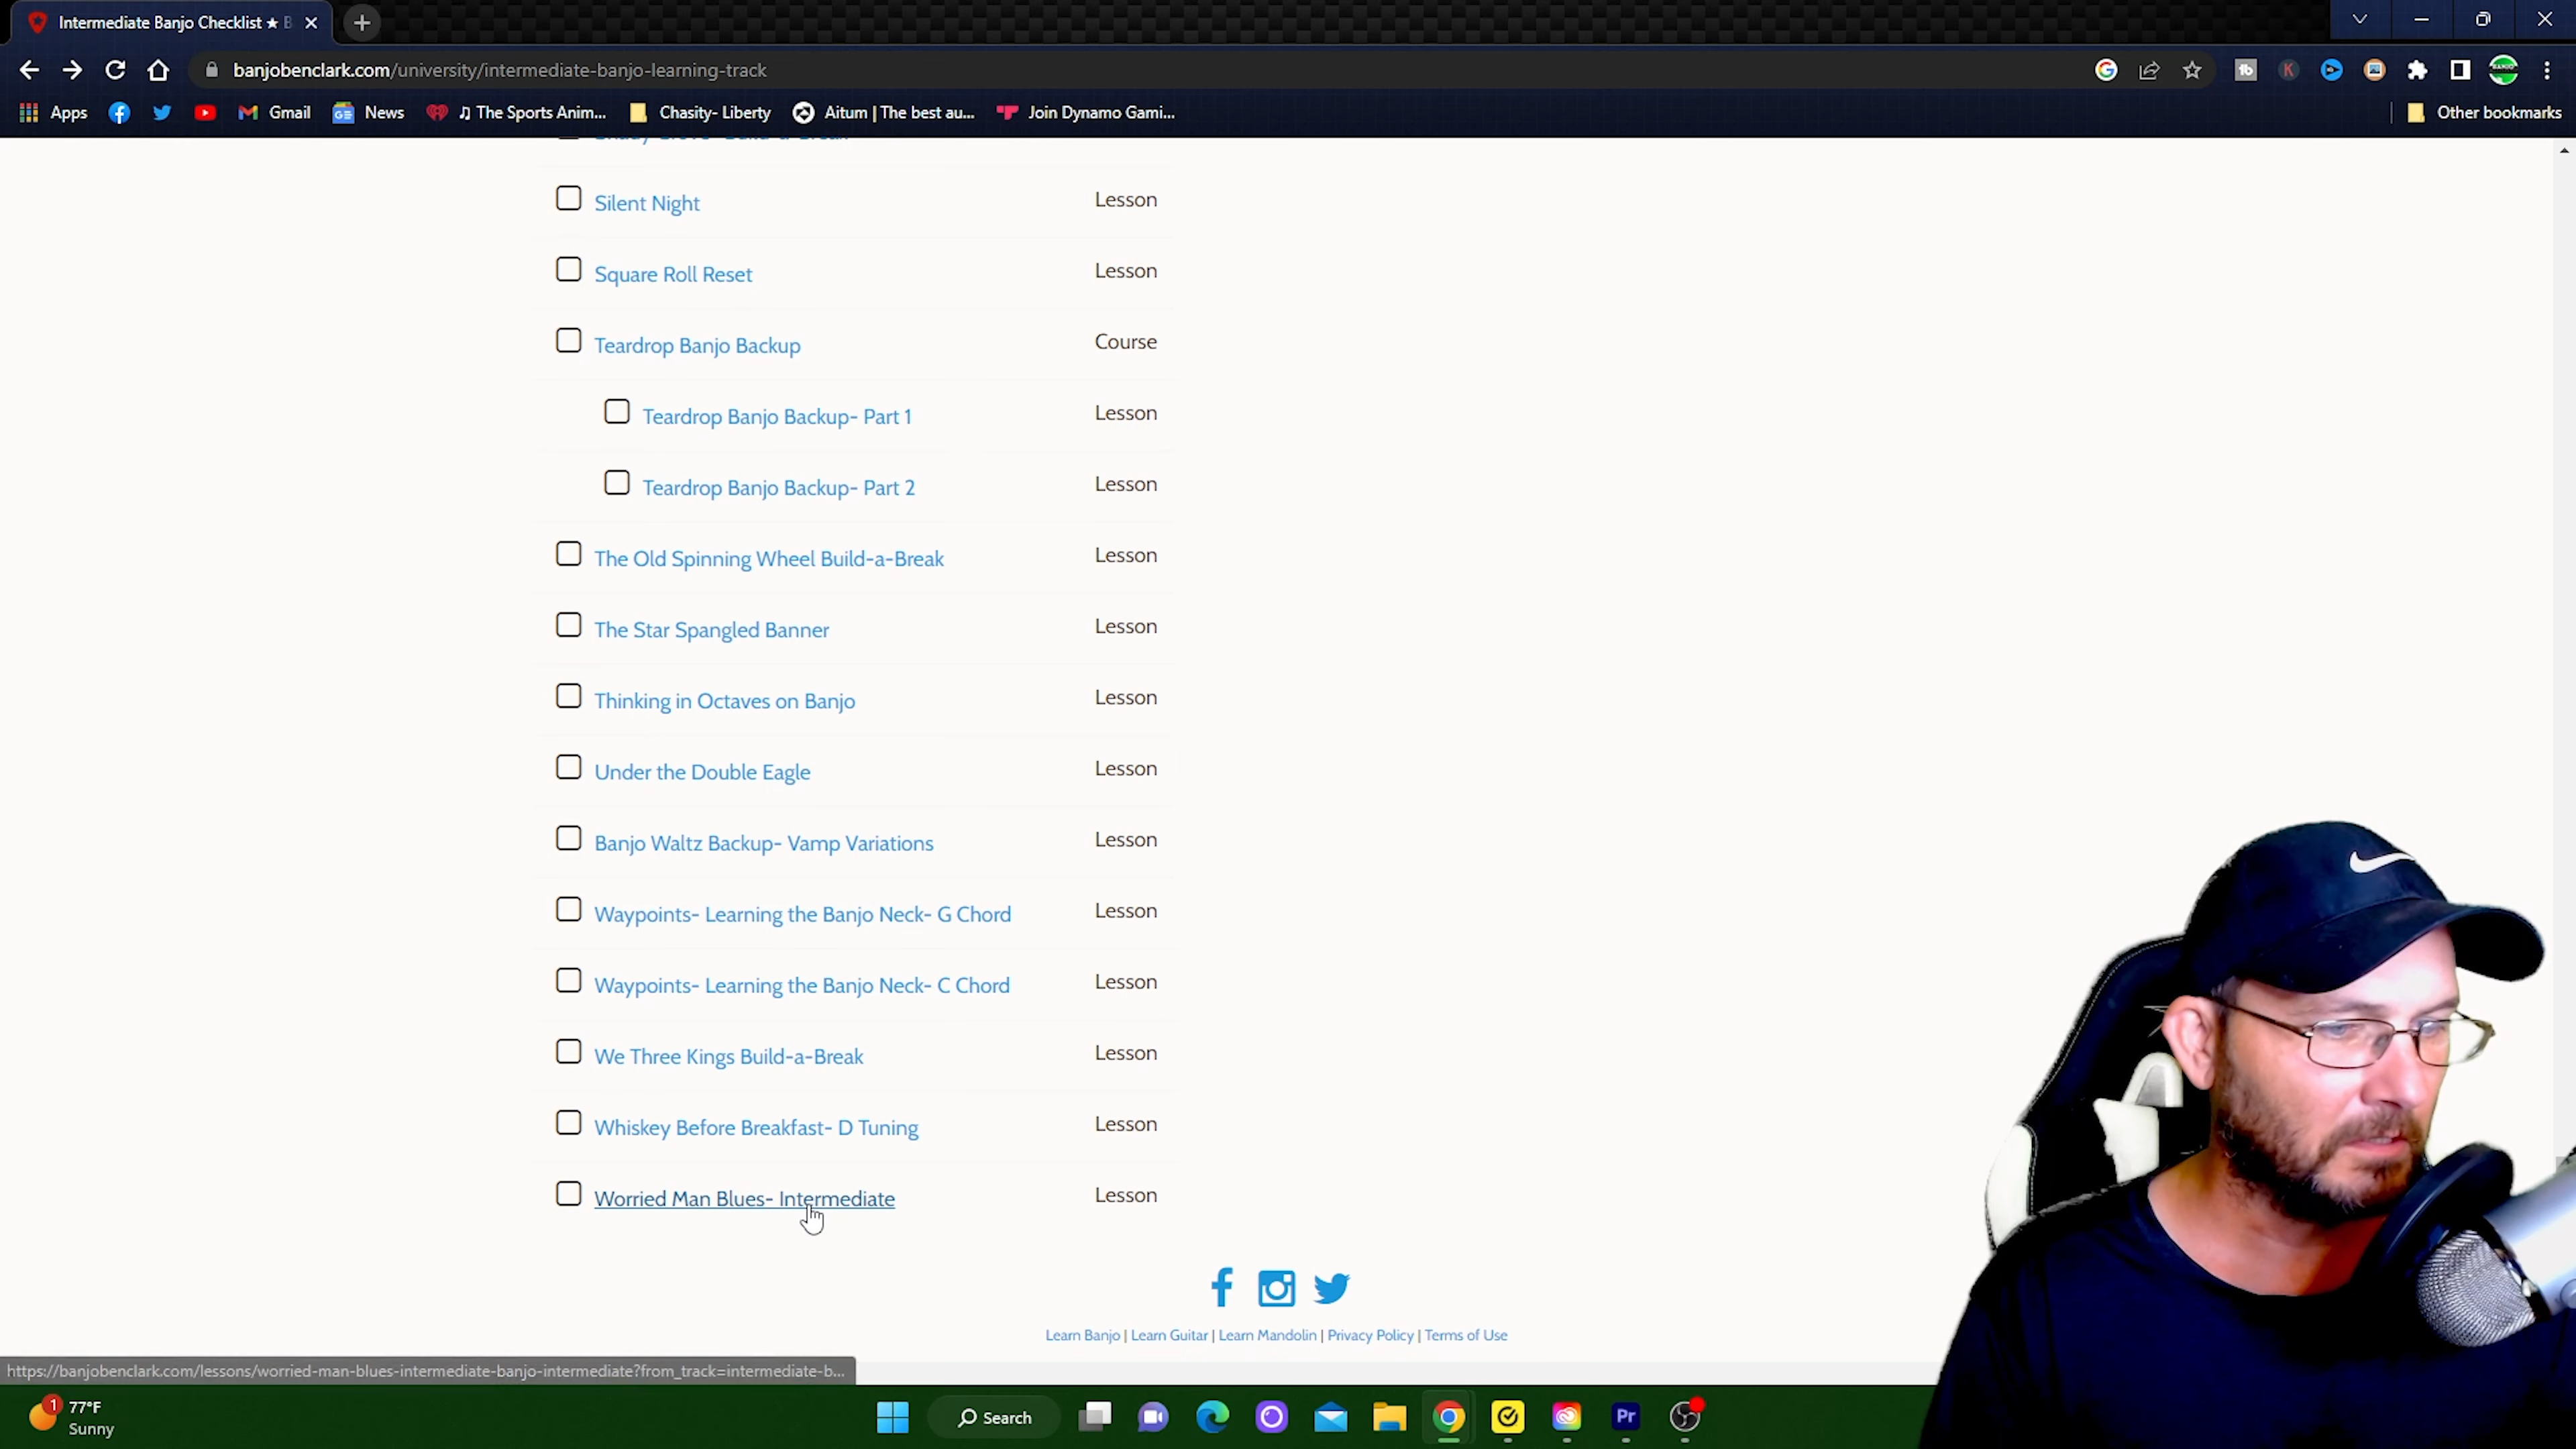 Intermediate Banjo Checklist ★ B
banjobenclark.com/university/intermediate-banjo-learning-track
Apps
Gmail
News
♫ The Sports Anim...
Chasity- Liberty
Aitum | The best au...
Join Dynamo Gami...
Other bookmarks
Shady Grove- Build-a-Break
Silent Night Lesson
Square Roll Reset Lesson
Teardrop Banjo Backup Course
Teardrop Banjo Backup- Part 1 Lesson
Teardrop Banjo Backup- Part 2 Lesson
The Old Spinning Wheel Build-a-Break Lesson
The Star Spangled Banner Lesson
Thinking in Octaves on Banjo Lesson
Under the Double Eagle Lesson
Banjo Waltz Backup- Vamp Variations Lesson
Waypoints- Learning the Banjo Neck- G Chord Lesson
Waypoints- Learning the Banjo Neck- C Chord Lesson
We Three Kings Build-a-Break Lesson
Whiskey Before Breakfast- D Tuning Lesson
Worried Man Blues- Intermediate Lesson
Learn Banjo | Learn Guitar | Learn Mandolin | Privacy Policy | Terms of Use
https://banjobenclark.com/lessons/worried-man-blues-intermediate-banjo-intermediate?from_track=intermediate-b...
1
77°F
Sunny
Search
Pr